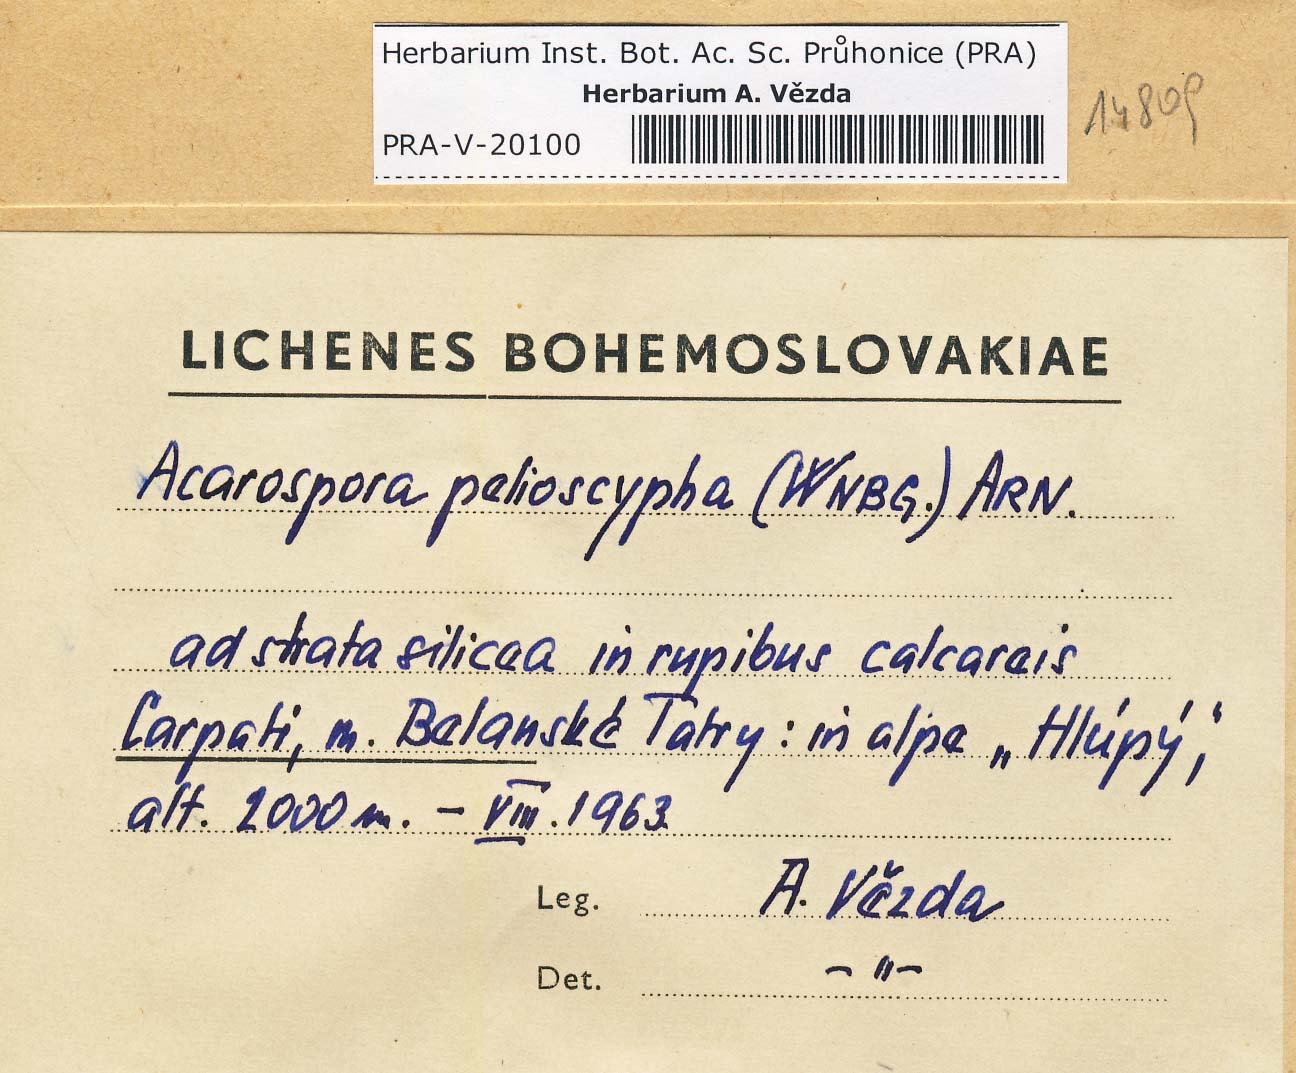 Herbarium Inst. Bot. Ac. Sc. Průhonice (PRA)
Herbarium A. Vězda
PRA-V-20100
14809
LICHENES BOHEMOSLOVAKIAE
Acarospora pelioscypha (WNBG.) ARN.
ad strata silicea in rupibus calcareis
Carpati, m. Belanské Tatry: in alpe „Hlúpý",
alt. 2000 m. – VIII. 1963
Leg. A. Vězda
Det. –"–